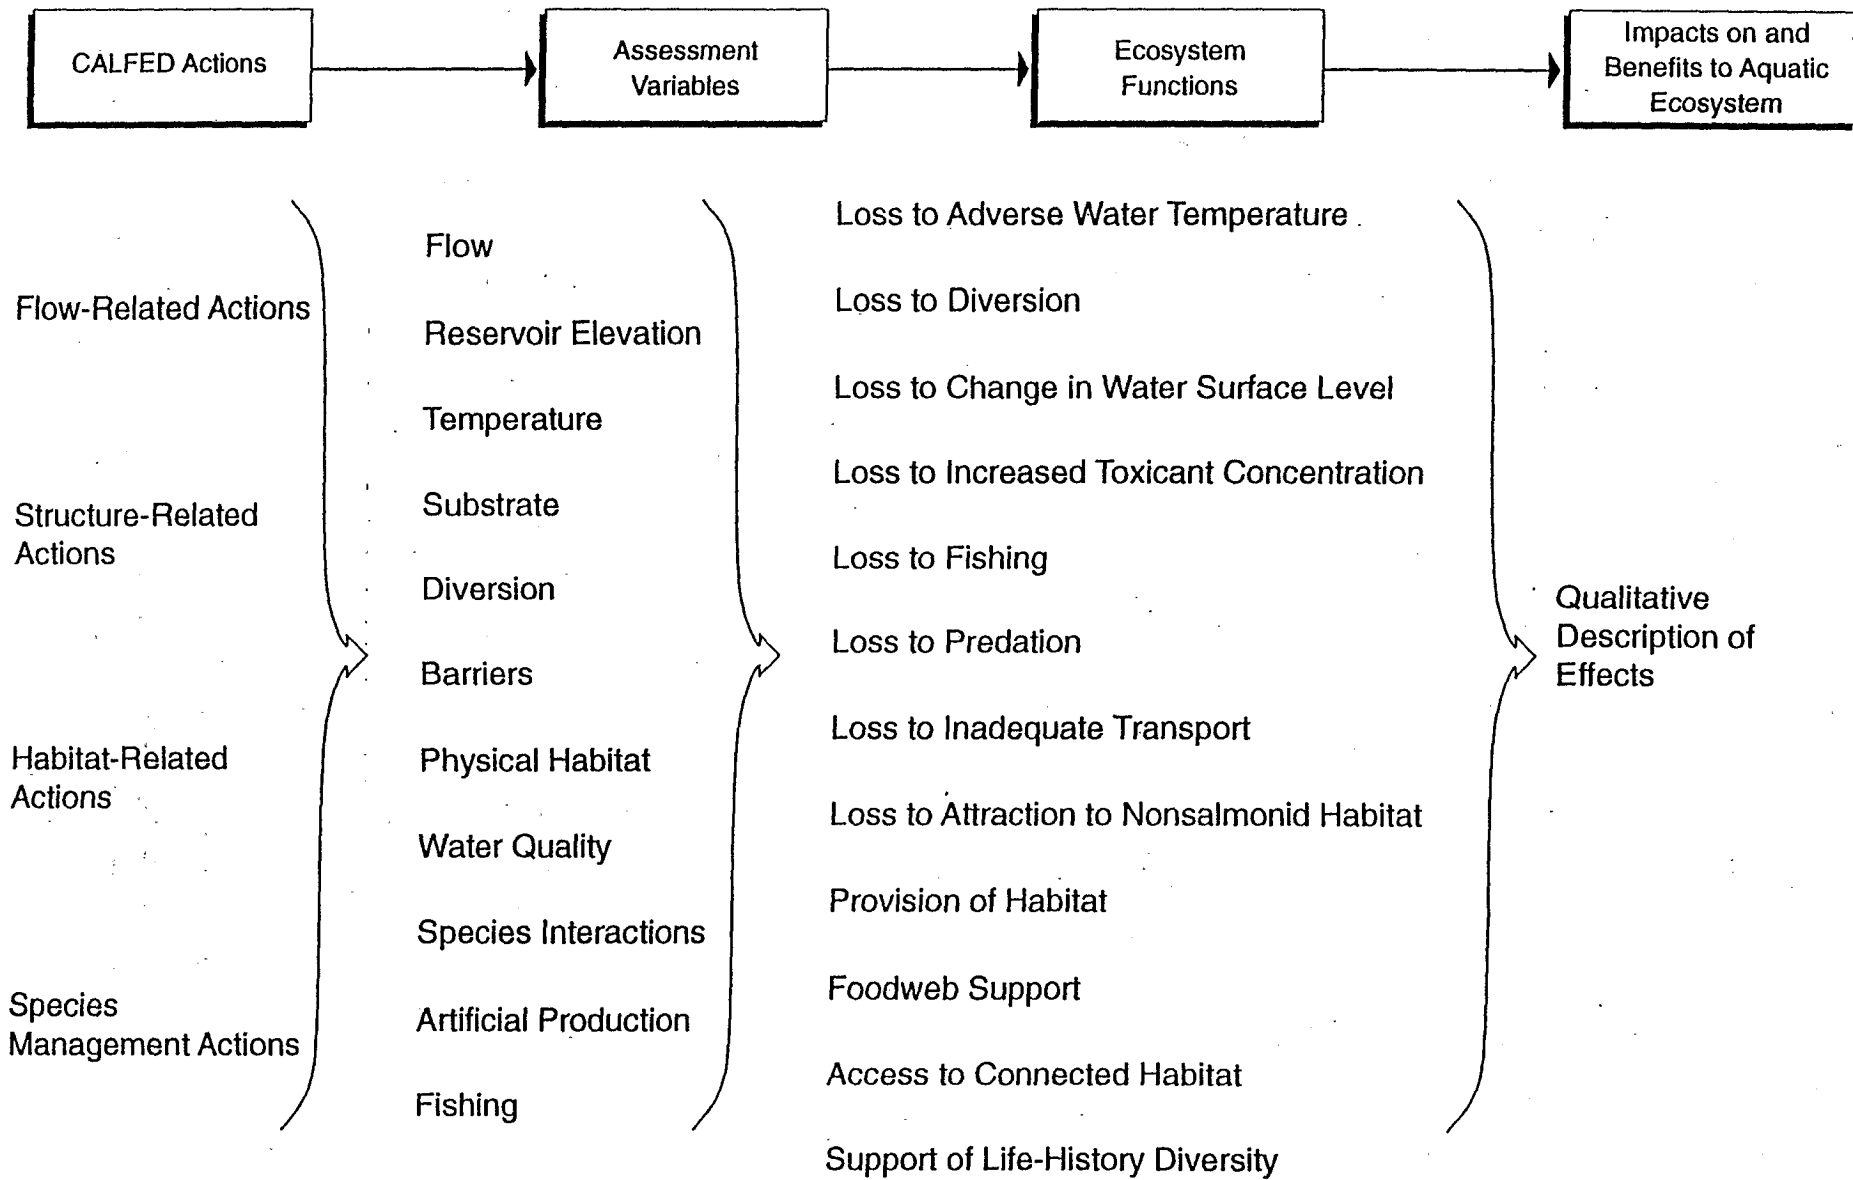 CALFED Actions
Assessment
Variables
Ecosystem
Functions
Impacts on and
Benefits to Aquatic
Ecosystem
Flow-Related Actions
Structure-Related
Actions
Habitat-Related
Actions
Species
Management Actions
Flow
Reservoir Elevation
Temperature
Substrate
Diversion
Barriers
Physical Habitat
Water Quality
Species Interactions
Artificial Production
Fishing
Loss to Adverse Water Temperature
Loss to Diversion
Loss to Change in Water Surface Level
Loss to Increased Toxicant Concentration
Loss to Fishing
Loss to Predation
Loss to Inadequate Transport
Loss to Attraction to Nonsalmonid Habitat
Provision of Habitat
Foodweb Support
Access to Connected Habitat
Support of Life-History Diversity
Qualitative
Description of
Effects